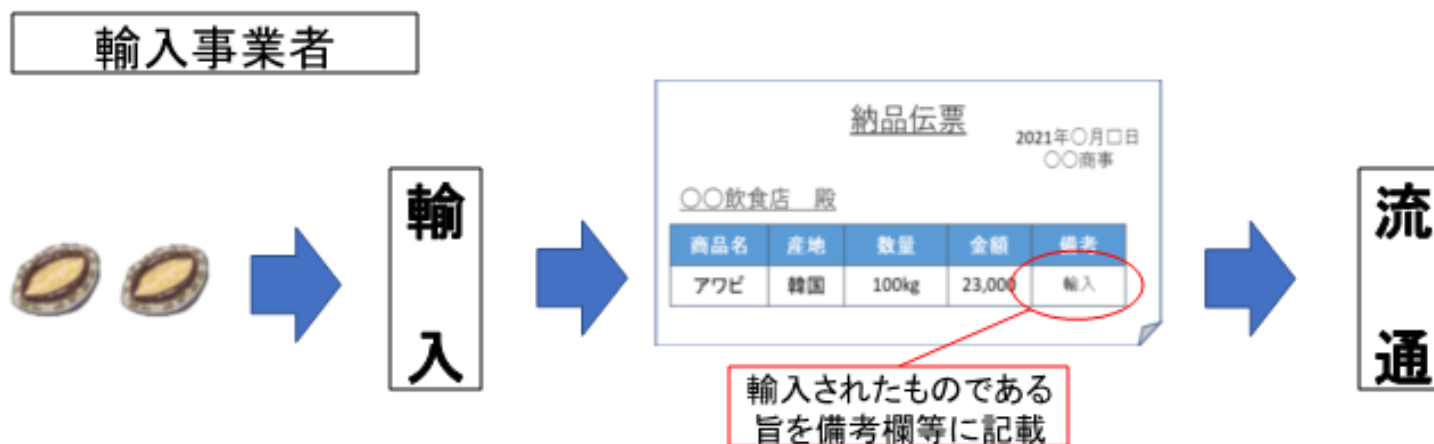 輸入事業者
輸入
納品伝票
2021年〇月□日
〇〇商事
〇〇飲食店　殿
商品名 産地 数量 金額 備考
アワビ 韓国 100kg 23,000 輸入
輸入されたものである
旨を備考欄等に記載
流通